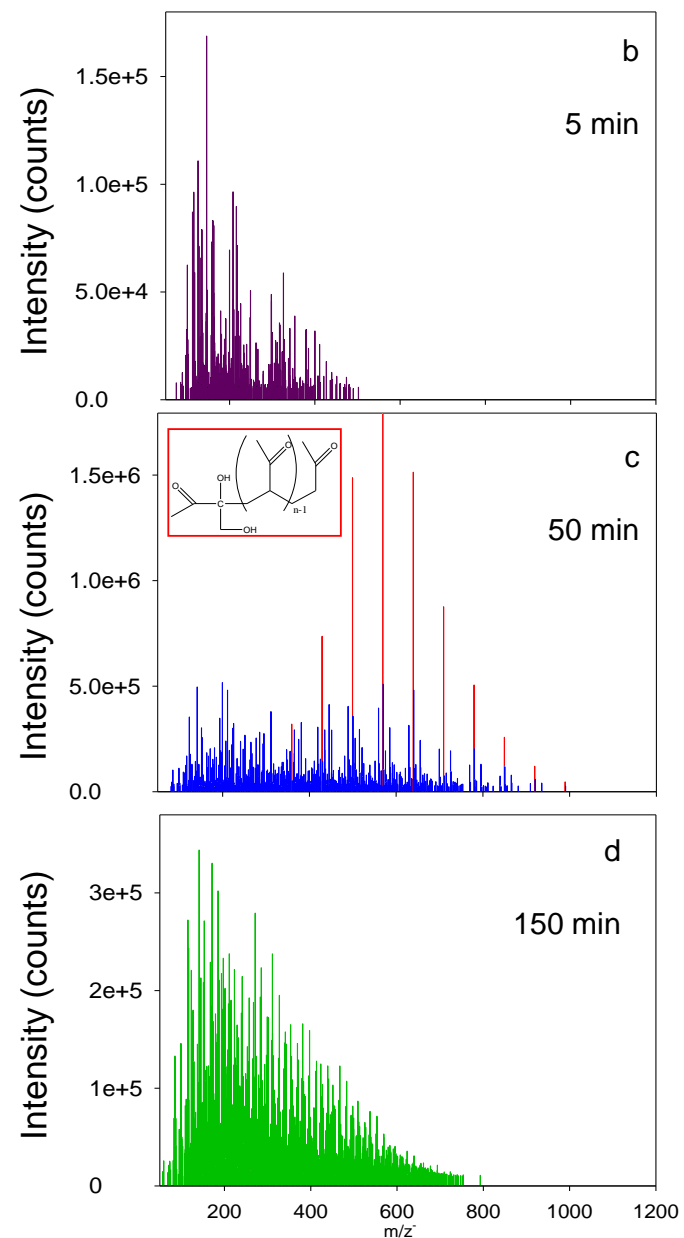 b
5 min
1.5e+5
1.0e+5
5.0e+4
0.0
Intensity (counts)
c
50 min
1.5e+6
1.0e+6
5.0e+5
0.0
Intensity (counts)
O
OH
C
OH
O
O
n-1
d
150 min
3e+5
2e+5
1e+5
0
Intensity (counts)
200 400 600 800 1000 1200
m/z-